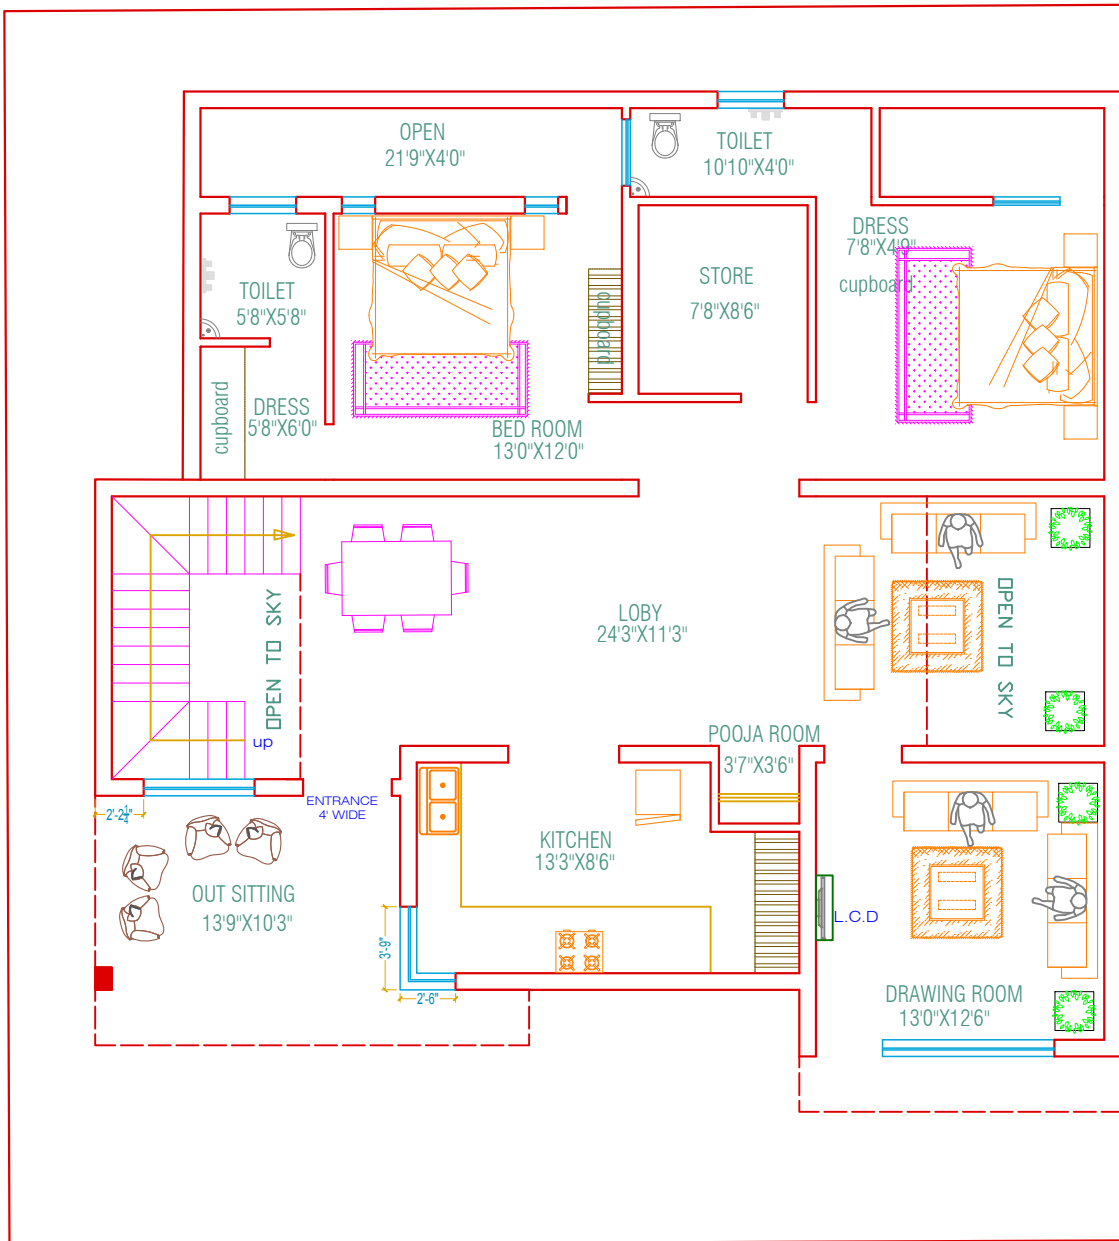 OPEN
21'9"X4'0"
TOILET
10'10"X4'0"
DRESS
7'8"X4'9"
cupboard
STORE
7'8"X8'6"
cupboard
TOILET
5'8"X5'8"
cupboard
DRESS
5'8"X6'0"
BED ROOM
13'0"X12'0"
OPEN TO SKY
up
LOBY
24'3"X11'3"
OPEN TO SKY
POOJA ROOM
3'7"X3'6"
ENTRANCE
4' WIDE
2'-2 1/4"
KITCHEN
13'3"X8'6"
OUT SITTING
13'9"X10'3"
L.C.D
3'-9"
2'-6"
DRAWING ROOM
13'0"X12'6"